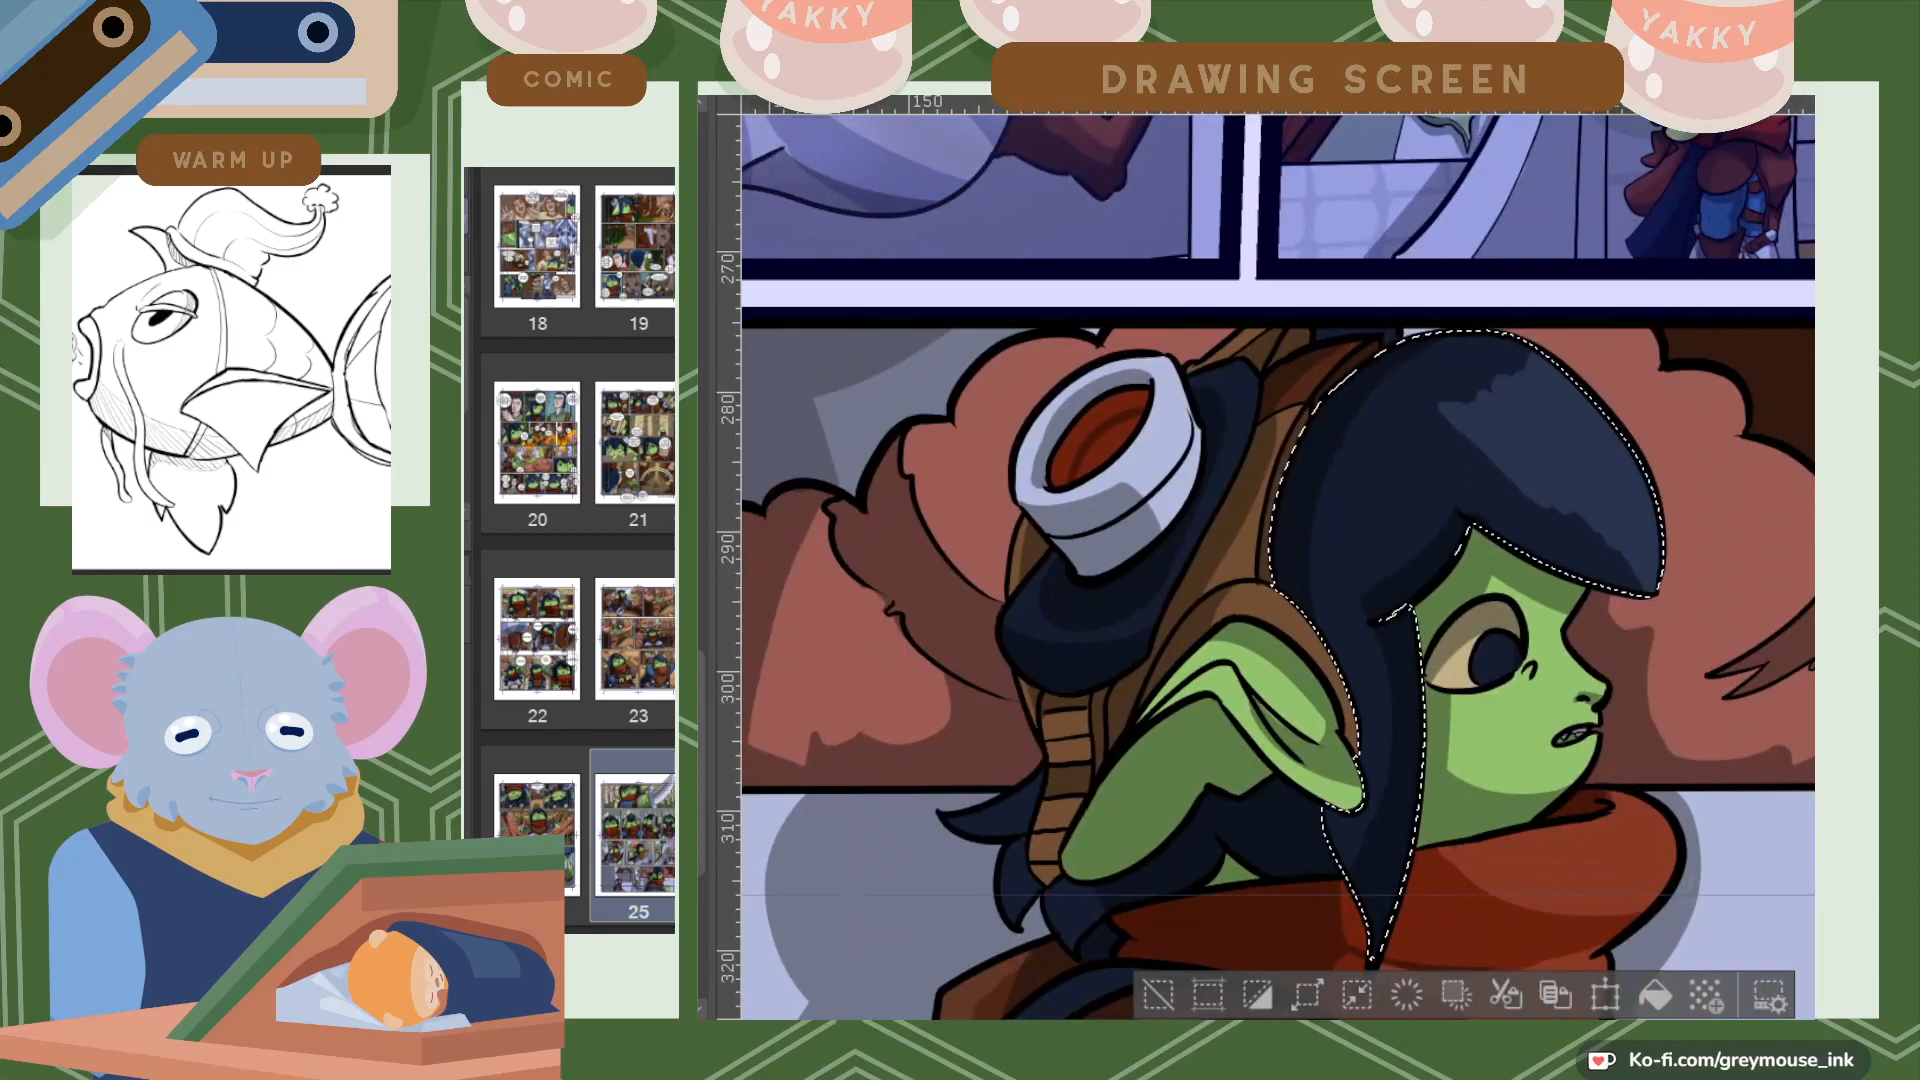 YAKKY
YAKKY
COMIC
DRAWING SCREEN
WARM UP
150
270
280
290
300
310
320
18
19
20
21
22
23
25
Ko-fi.com/greymouse_ink